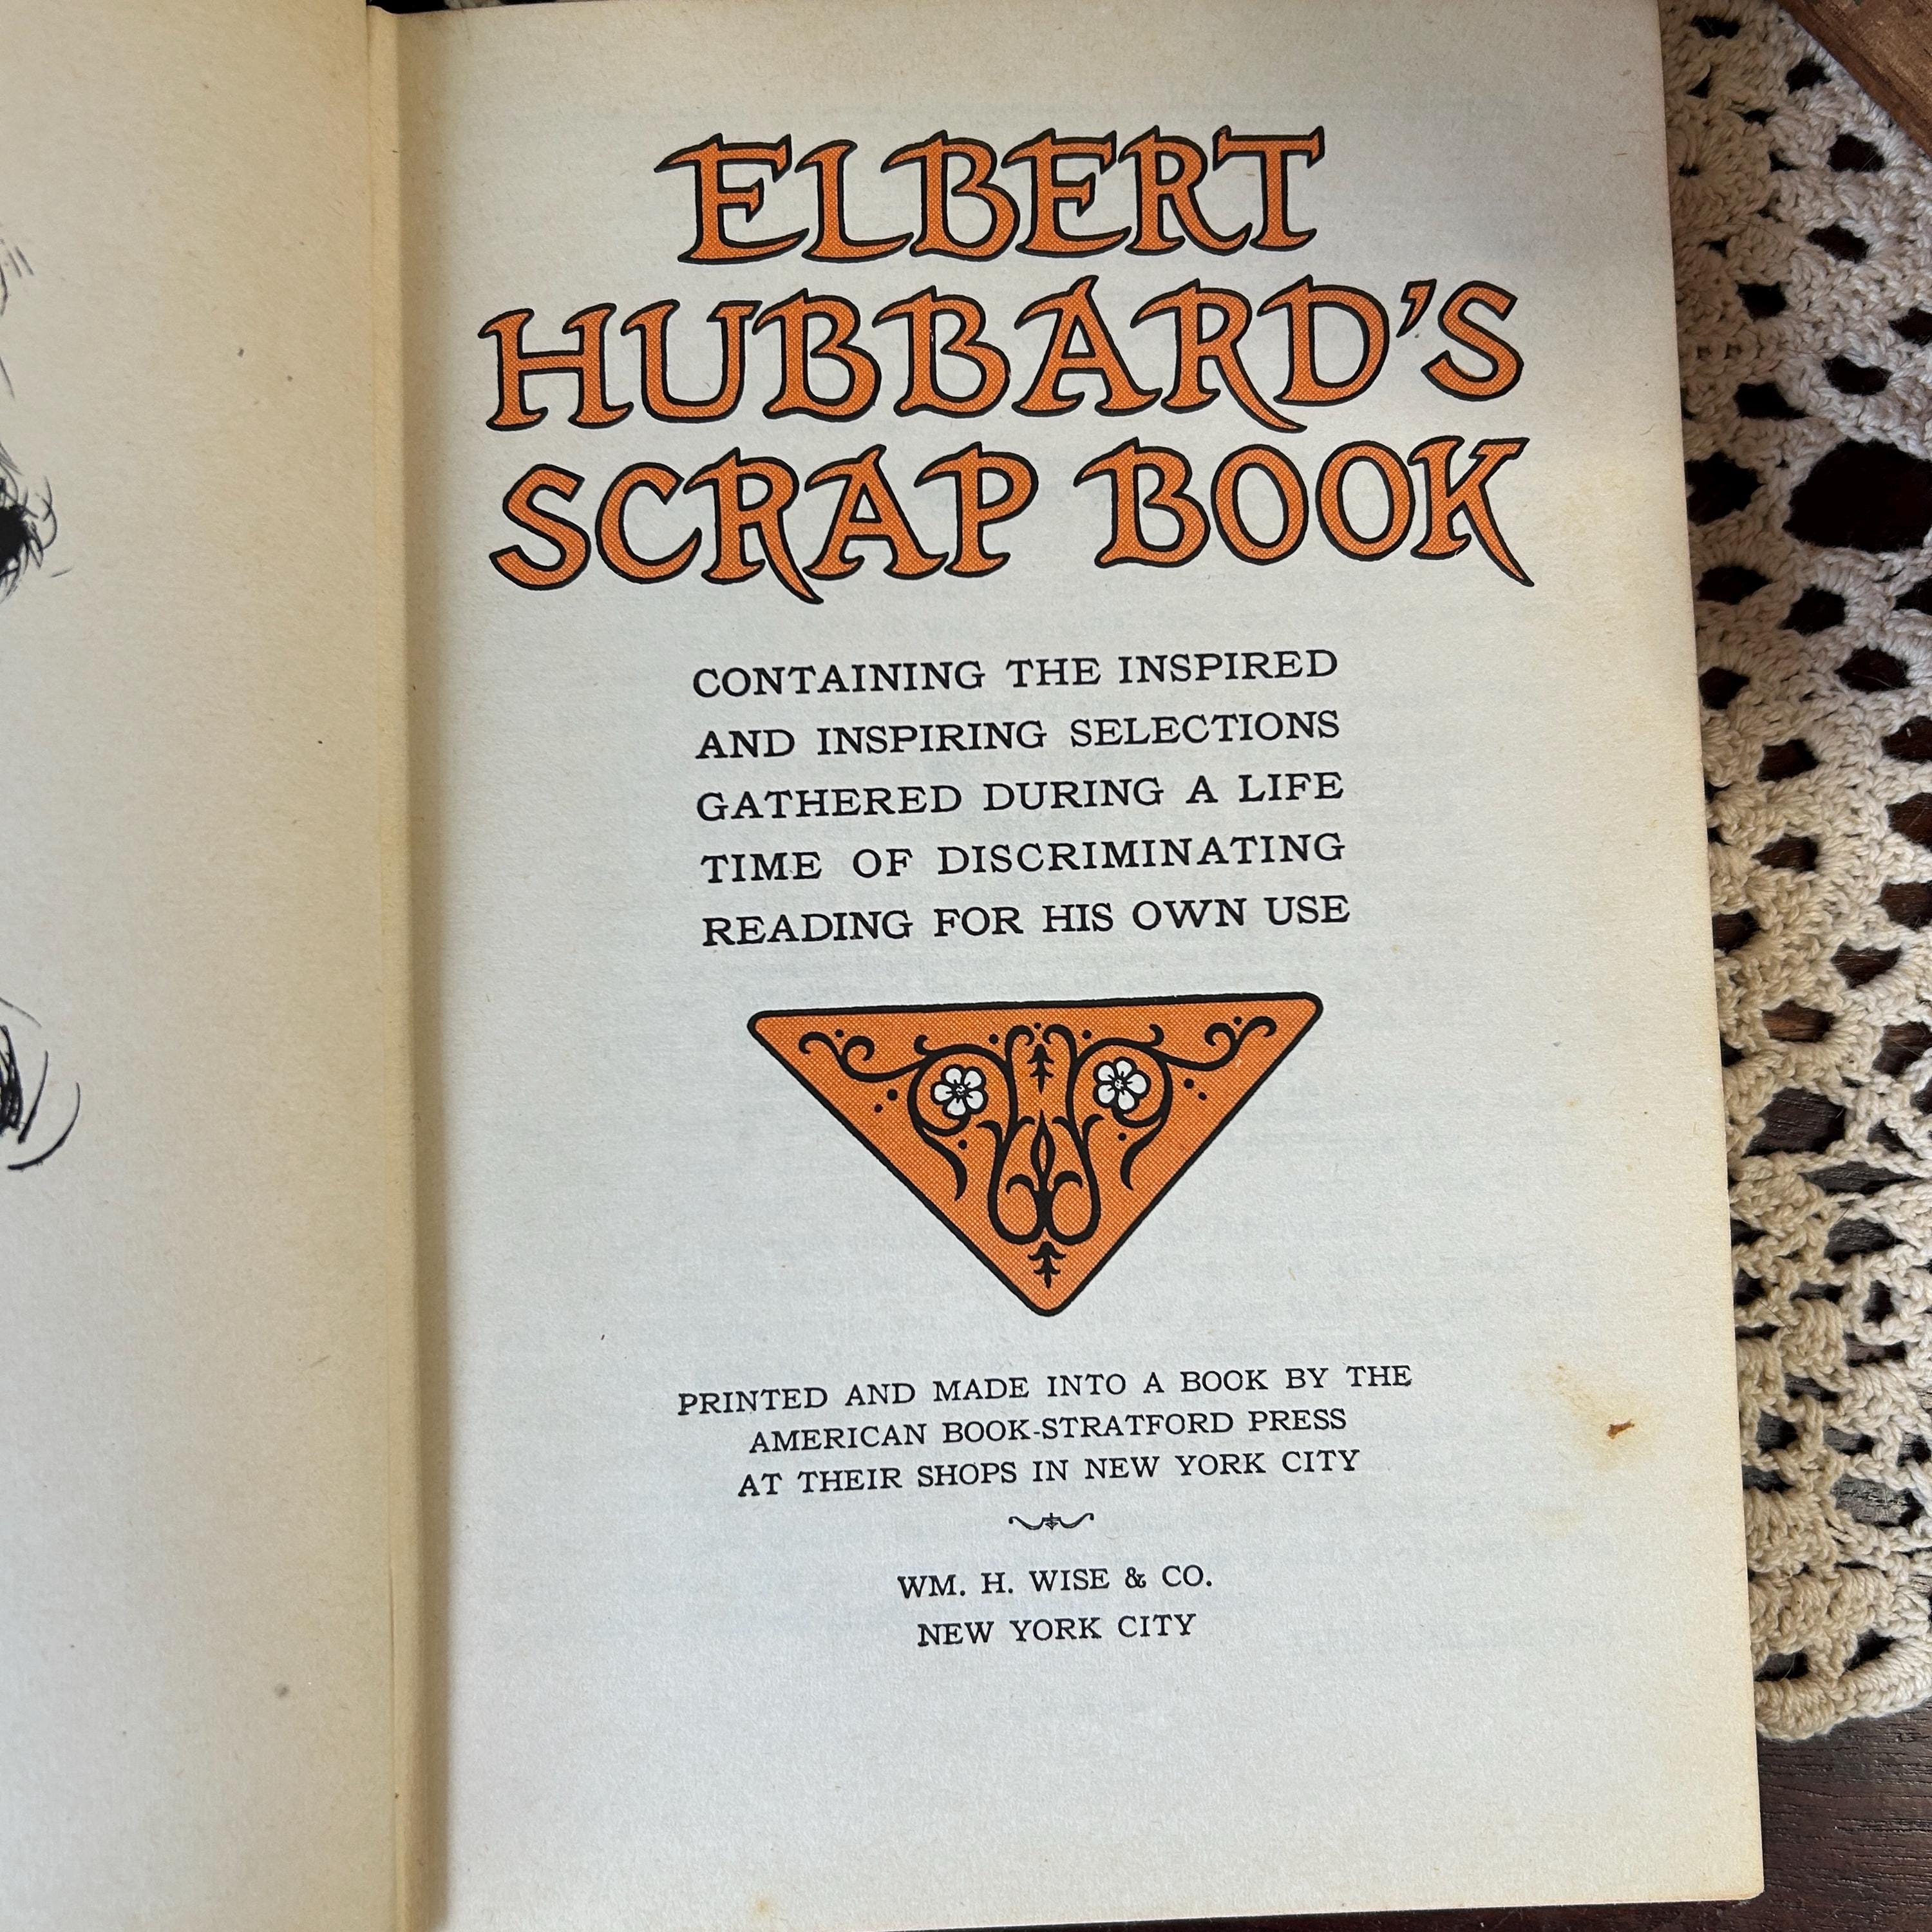 ELBERT
HUBBARD'S
SCRAP BOOK
CONTAINING THE INSPIRED
AND INSPIRING SELECTIONS
GATHERED DURING A LIFE
TIME OF DISCRIMINATING
READING FOR HIS OWN USE
PRINTED AND MADE INTO A BOOK BY THE
AMERICAN BOOK-STRATFORD PRESS
AT THEIR SHOPS IN NEW YORK CITY
WM. H. WISE & CO.
NEW YORK CITY